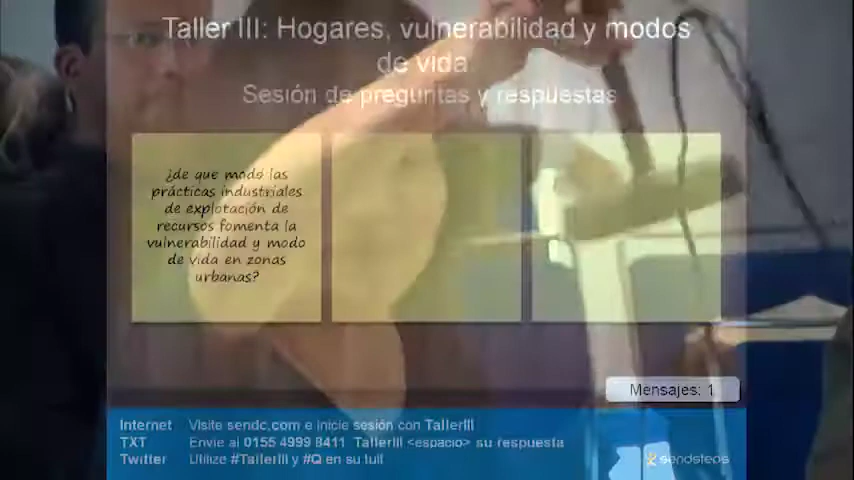 Taller III: Hogares, vulnerabilidad y modos
de vida
Sesión de preguntas y respuestas
¿de que modo las
prácticas industriales
de explotación de
recursos fomenta la
vulnerabilidad y modo
de vida en zonas
urbanas?
Mensajes: 1
Internet Visite sendc.com e inicie sesión con TallerIII
TXT Envíe al 0155 4999 8411 TallerIII <espacio> su respuesta
Twitter Utilize #TallerIII y #Q en su tuit
sendsteps